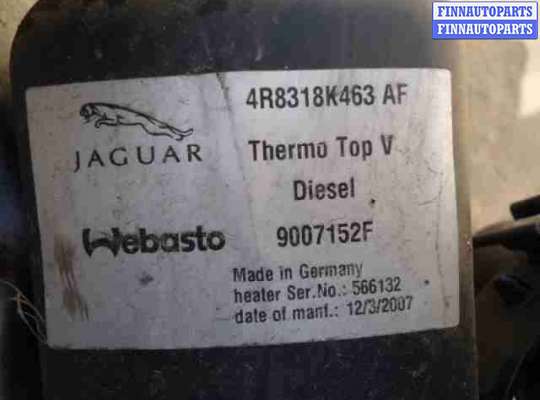 FINNAUTOPARTS
FINNAUTOPARTS
4R8318K463 AF
JAGUAR
Thermo Top V
Diesel
Webasto
9007152F
Made in Germany
heater Ser.No.: 566132
date of manf.: 12/3/2007